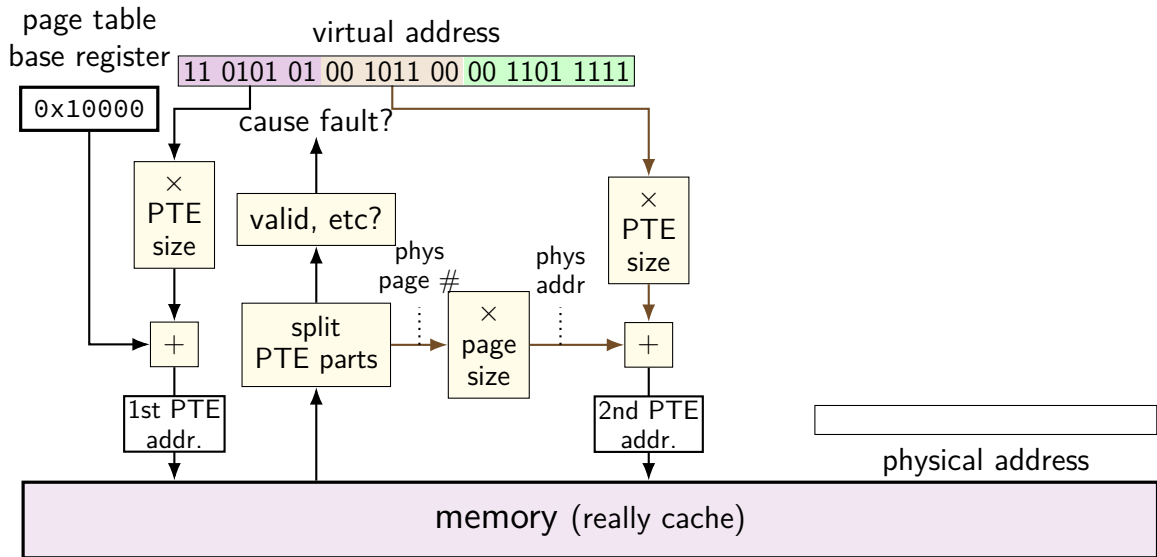 page table
base register
virtual address
11 0101 01 00 1011 00 00 1101 1111
0x10000
cause fault?
×
PTE
size
valid, etc?
×
PTE
size
phys
page #
phys
addr
split
PTE parts
×
page
size
+
+
1st PTE
addr.
2nd PTE
addr.
physical address
memory (really cache)